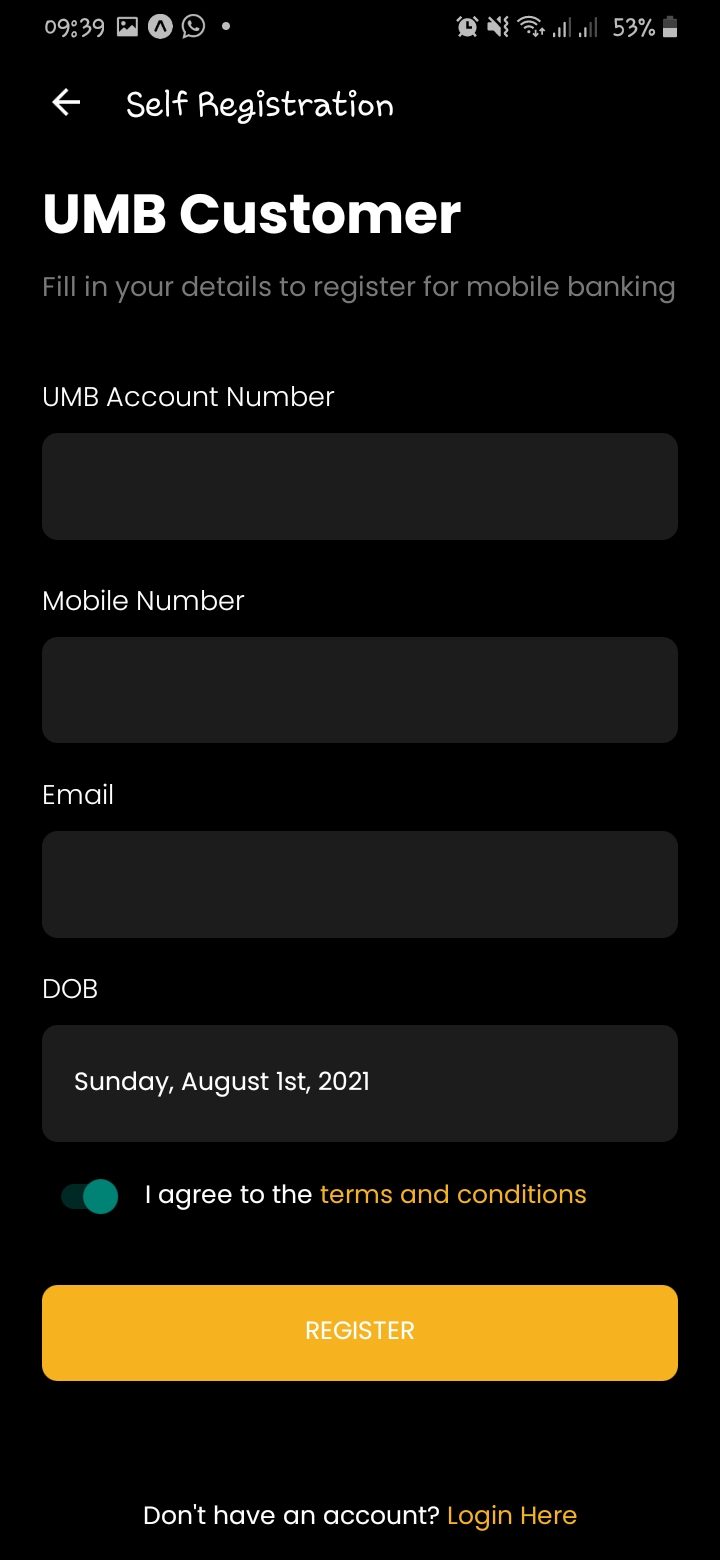 09:39 53%
Self Registration
UMB Customer
Fill in your details to register for mobile banking
UMB Account Number
Mobile Number
Email
DOB
Sunday, August 1st, 2021
I agree to the terms and conditions
REGISTER
Don't have an account? Login Here